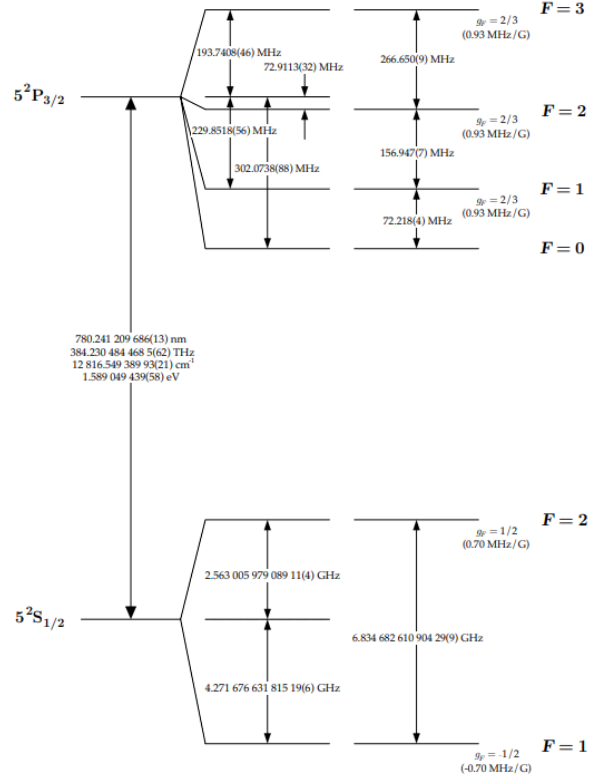 F = 3
g_F = 2/3
(0.93 MHz/G)
193.7408(46) MHz
72.9113(32) MHz
266.650(9) MHz
5 ²P₃/₂
F = 2
g_F = 2/3
(0.93 MHz/G)
229.8518(56) MHz
156.947(7) MHz
302.0738(88) MHz
F = 1
g_F = 2/3
(0.93 MHz/G)
72.218(4) MHz
F = 0
780.241 209 686(13) nm
384.230 484 468 5(62) THz
12 816.549 389 93(21) cm⁻¹
1.589 049 439(58) eV
F = 2
g_F = 1/2
(0.70 MHz/G)
2.563 005 979 089 11(4) GHz
5 ²S₁/₂
6.834 682 610 904 29(9) GHz
4.271 676 631 815 19(6) GHz
F = 1
g_F = -1/2
(-0.70 MHz/G)